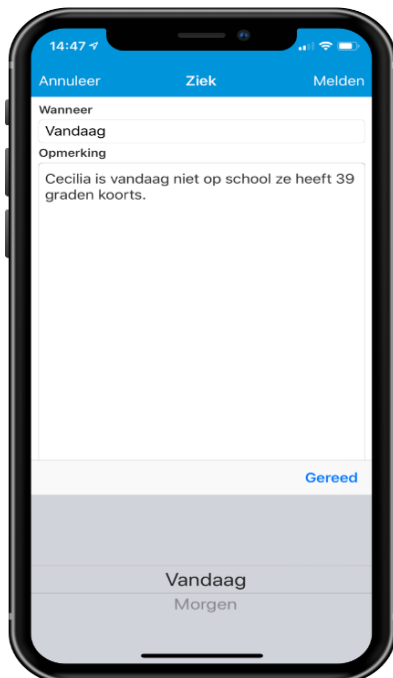 14:47
Annuleer Ziek Melden
Wanneer
Vandaag
Opmerking
Cecilia is vandaag niet op school ze heeft 39
graden koorts.
Gereed
Vandaag
Morgen